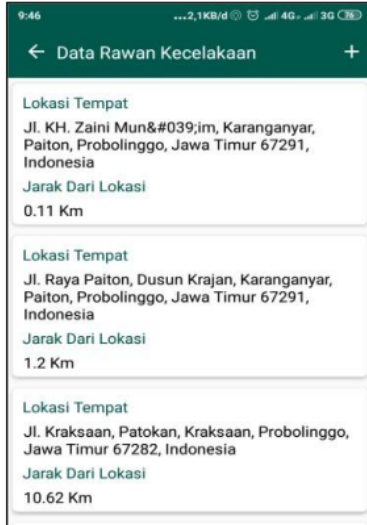 9:46 ...2,1KB/d 4G 3G 76
← Data Rawan Kecelakaan +
Lokasi Tempat
Jl. KH. Zaini Mun&#039;im, Karanganyar,
Paiton, Probolinggo, Jawa Timur 67291,
Indonesia
Jarak Dari Lokasi
0.11 Km
Lokasi Tempat
Jl. Raya Paiton, Dusun Krajan, Karanganyar,
Paiton, Probolinggo, Jawa Timur 67291,
Indonesia
Jarak Dari Lokasi
1.2 Km
Lokasi Tempat
Jl. Kraksaan, Patokan, Kraksaan, Probolinggo,
Jawa Timur 67282, Indonesia
Jarak Dari Lokasi
10.62 Km